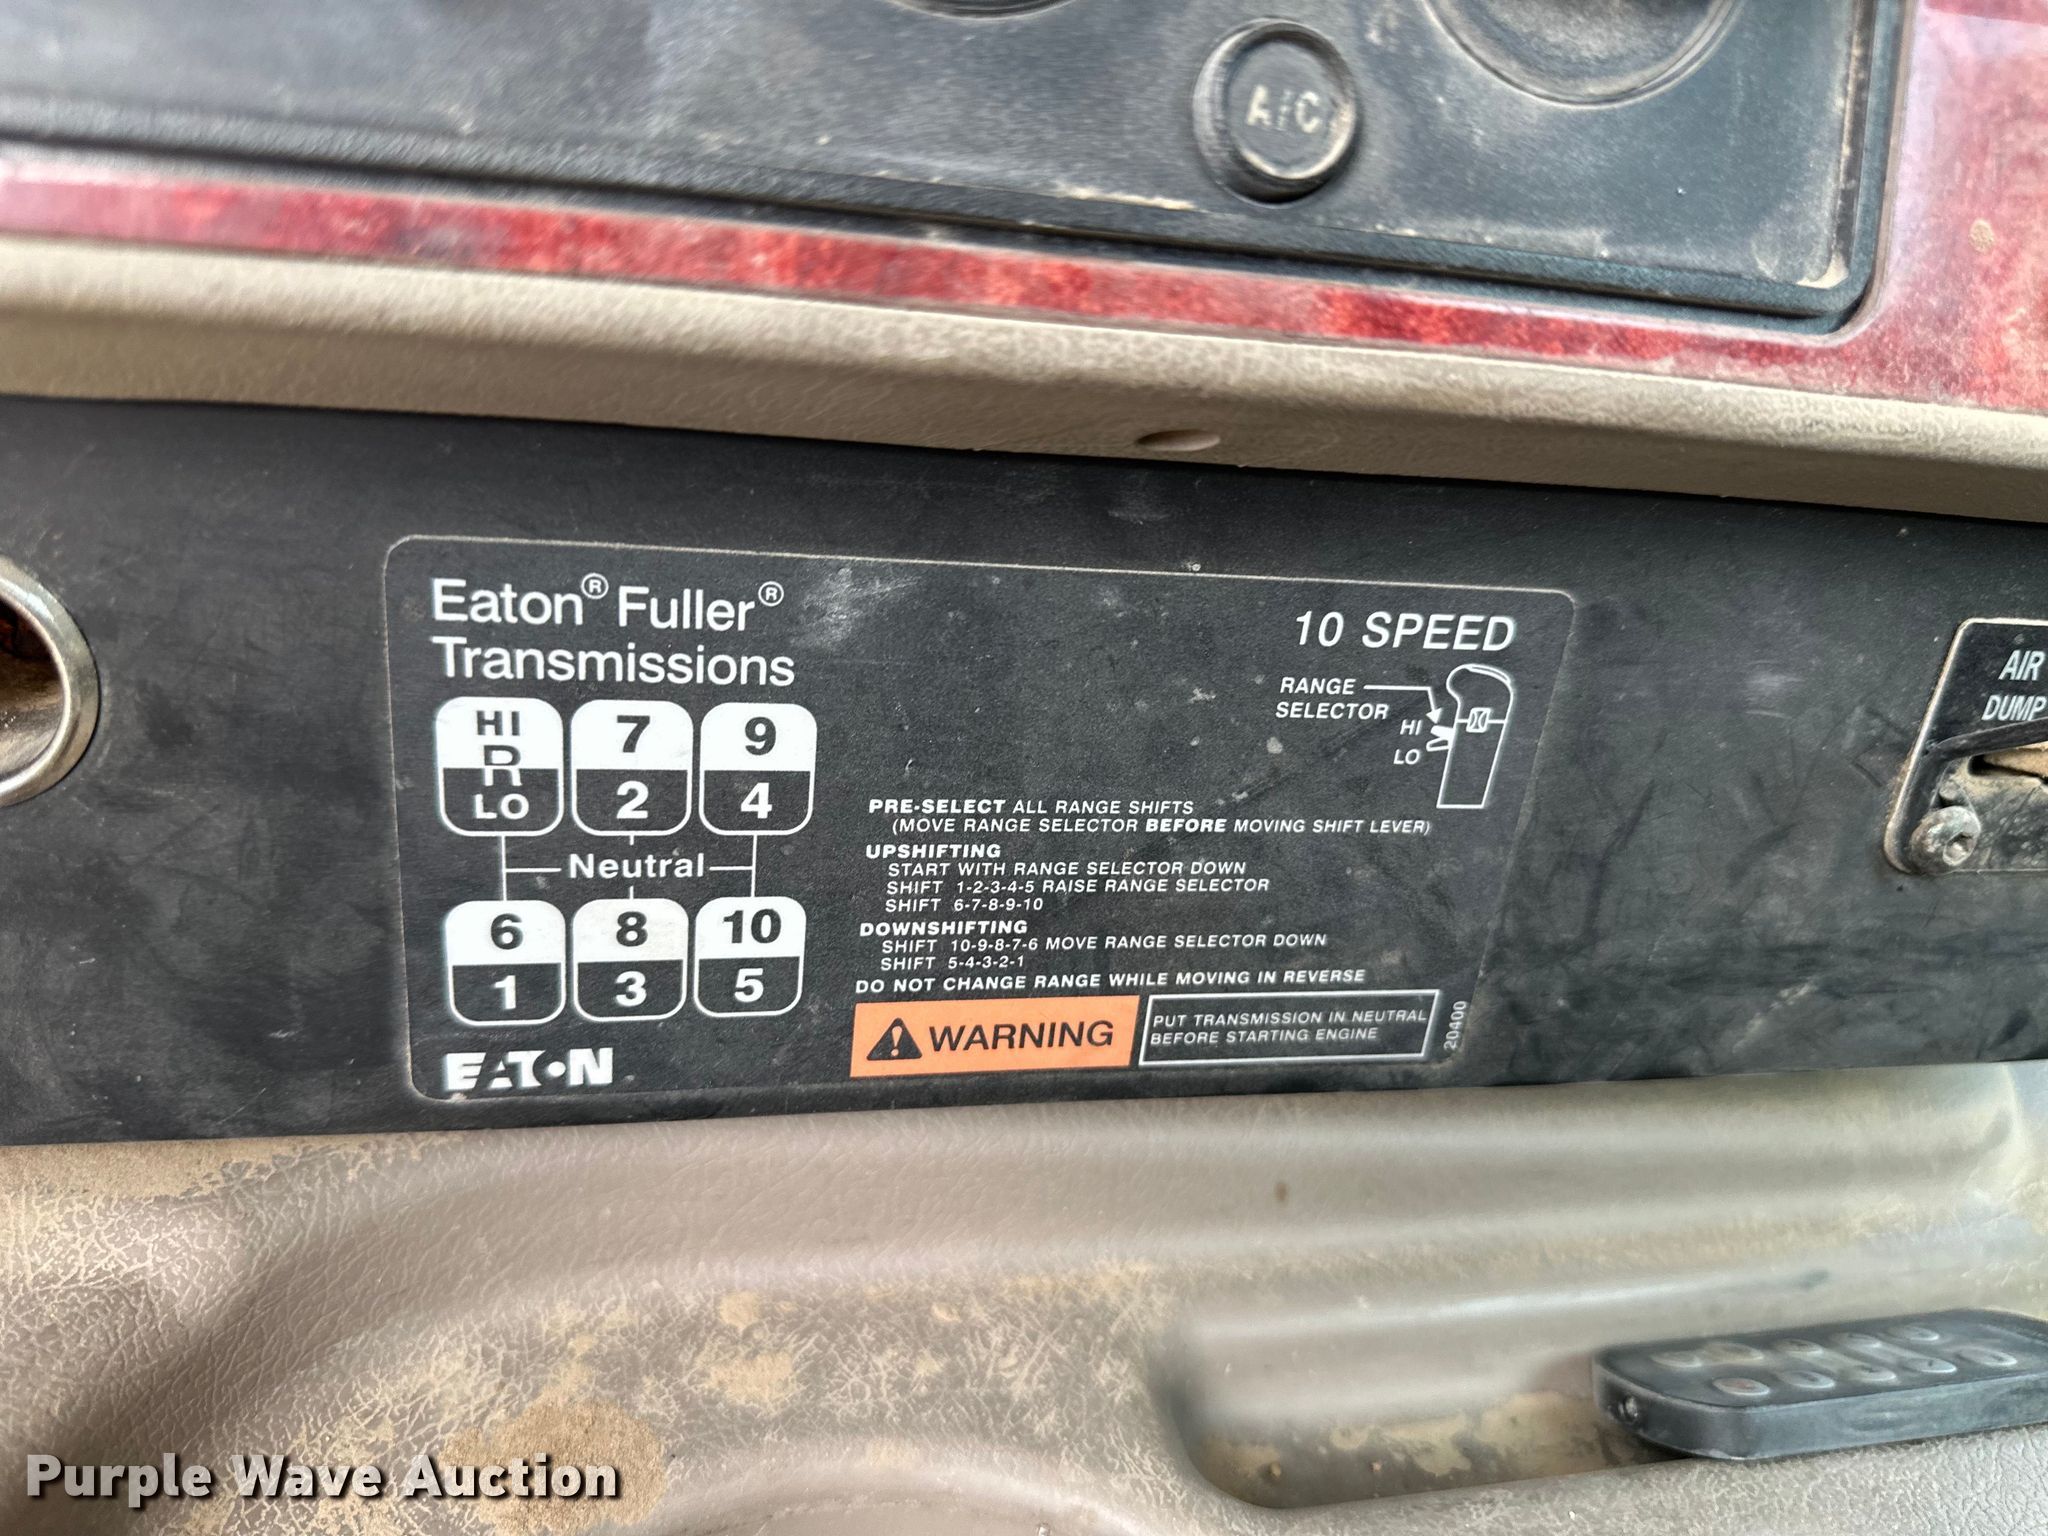 A/C
Eaton® Fuller®
Transmissions
10 SPEED
RANGE
SELECTOR
HI
LO
HI
R
LO
7
2
9
4
Neutral
6
1
8
3
10
5
PRE-SELECT ALL RANGE SHIFTS
(MOVE RANGE SELECTOR BEFORE MOVING SHIFT LEVER)
UPSHIFTING
START WITH RANGE SELECTOR DOWN
SHIFT 1-2-3-4-5 RAISE RANGE SELECTOR
SHIFT 6-7-8-9-10
DOWNSHIFTING
SHIFT 10-9-8-7-6 MOVE RANGE SELECTOR DOWN
SHIFT 5-4-3-2-1
DO NOT CHANGE RANGE WHILE MOVING IN REVERSE
WARNING
PUT TRANSMISSION IN NEUTRAL
BEFORE STARTING ENGINE
20400
EATON
AIR
DUMP
Purple Wave Auction